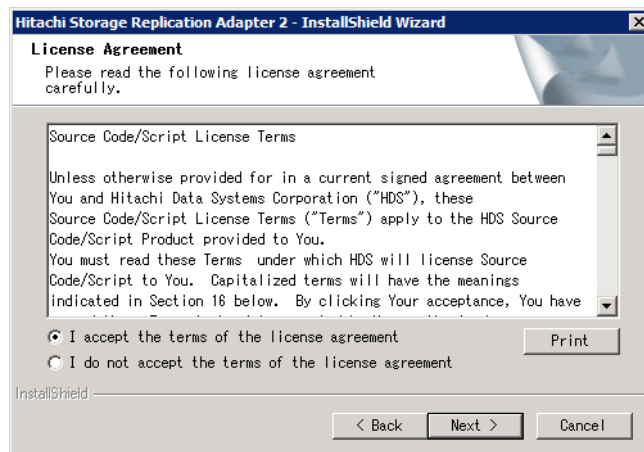 Hitachi Storage Replication Adapter 2 - InstallShield Wizard
License Agreement
Please read the following license agreement
carefully.
Source Code/Script License Terms
Unless otherwise provided for in a current signed agreement between
You and Hitachi Data Systems Corporation ("HDS"), these
Source Code/Script License Terms ("Terms") apply to the HDS Source
Code/Script Product provided to You.
You must read these Terms  under which HDS will license Source
Code/Script to You.  Capitalized terms will have the meanings
indicated in Section 16 below.  By clicking Your acceptance, You have
I accept the terms of the license agreement
Print
I do not accept the terms of the license agreement
InstallShield
< Back
Next >
Cancel